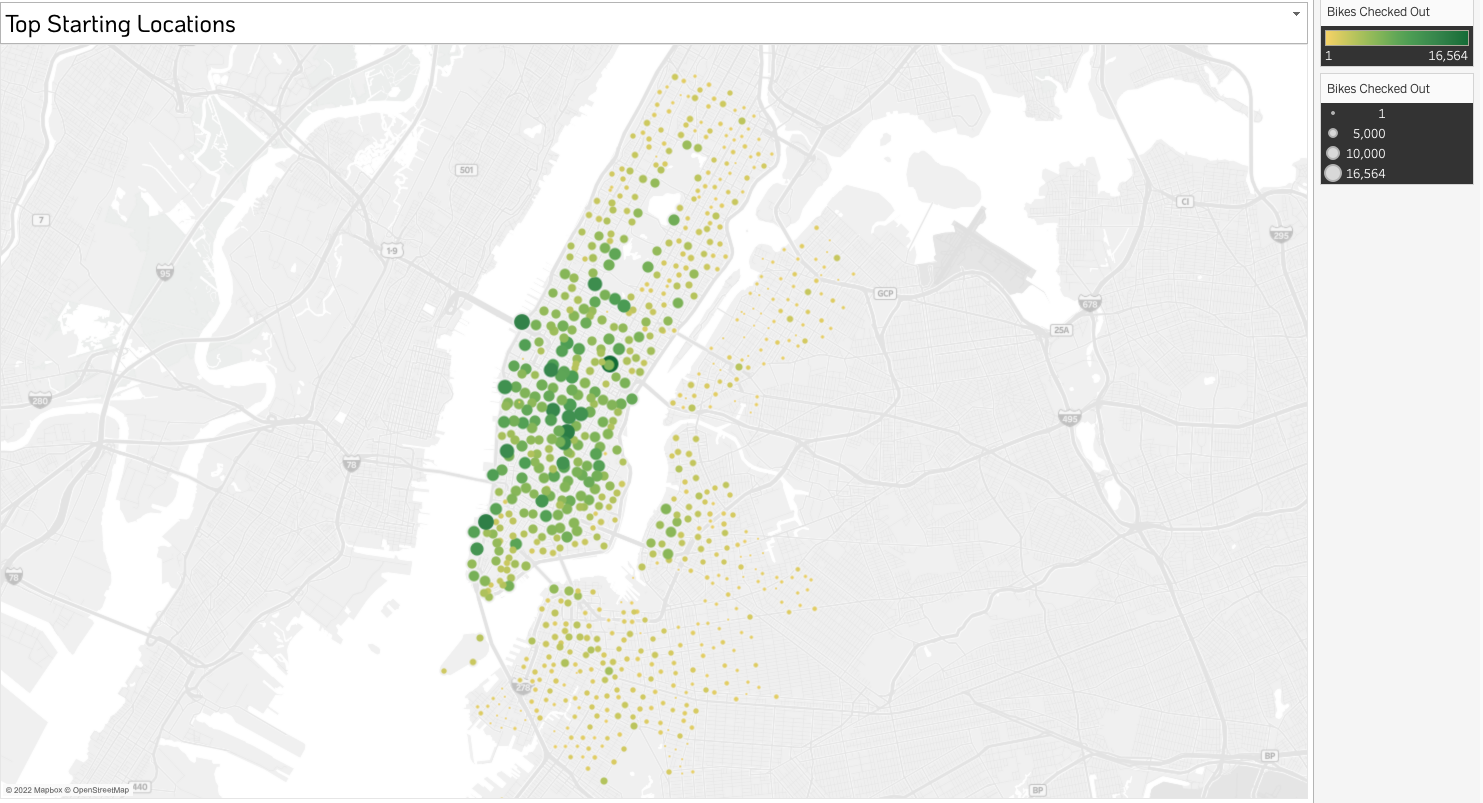 Top Starting Locations
Bikes Checked Out
1 16,564
Bikes Checked Out
1
5,000
10,000
16,564
501
7
1-9
95
CI
295
GCP
678
25A
280
495
78
78
278
BP
440
BP
© 2022 Mapbox © OpenStreetMap